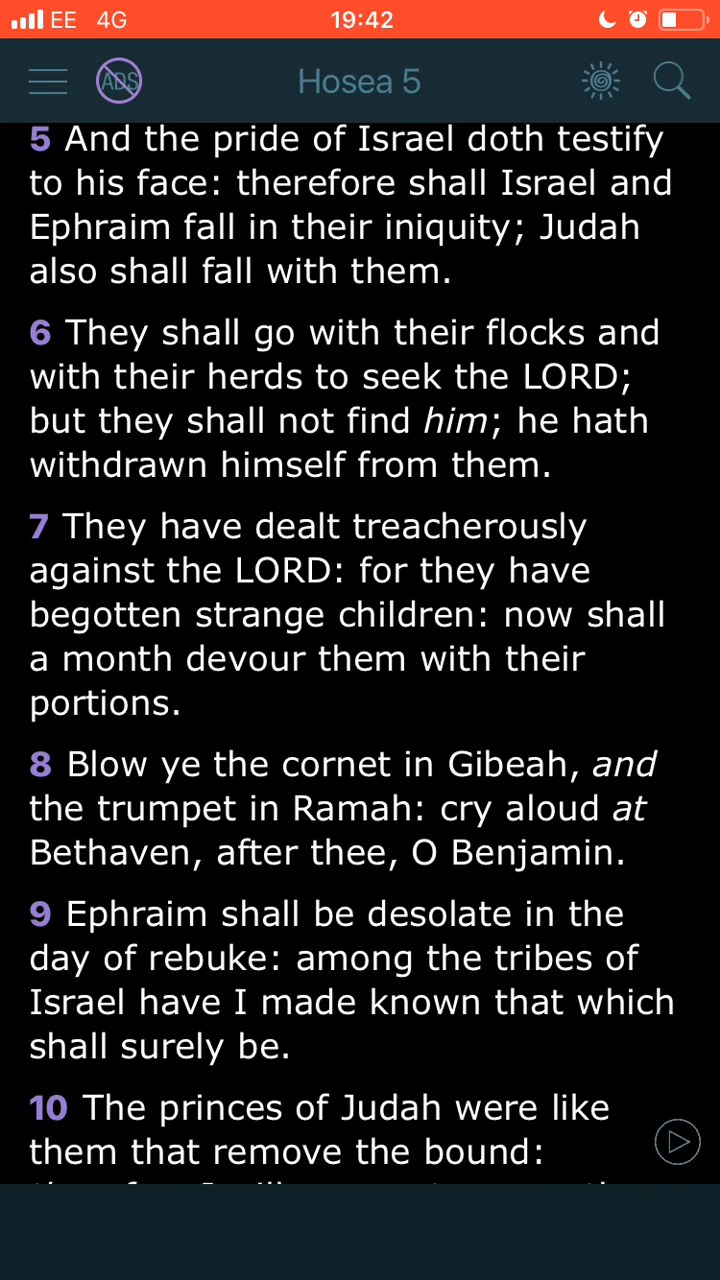 EE 4G 19:42
ADS Hosea 5
5 And the pride of Israel doth testify
to his face: therefore shall Israel and
Ephraim fall in their iniquity; Judah
also shall fall with them.
6 They shall go with their flocks and
with their herds to seek the LORD;
but they shall not find him; he hath
withdrawn himself from them.
7 They have dealt treacherously
against the LORD: for they have
begotten strange children: now shall
a month devour them with their
portions.
8 Blow ye the cornet in Gibeah, and
the trumpet in Ramah: cry aloud at
Bethaven, after thee, O Benjamin.
9 Ephraim shall be desolate in the
day of rebuke: among the tribes of
Israel have I made known that which
shall surely be.
10 The princes of Judah were like
them that remove the bound: